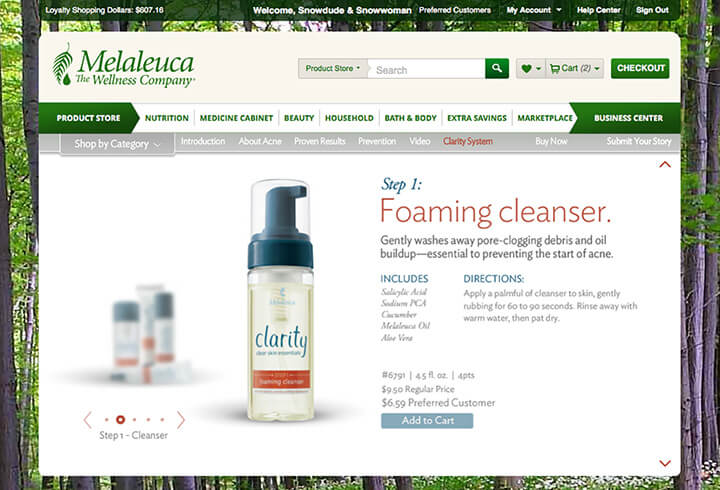 Loyalty Shopping Dollars: $607.16
Welcome, Snowdude & Snowwoman
Preferred Customers
My Account
Help Center
Sign Out
Melaleuca
The Wellness Company
Product Store
Search
Cart (2)
CHECKOUT
PRODUCT STORE
NUTRITION
MEDICINE CABINET
BEAUTY
HOUSEHOLD
BATH & BODY
EXTRA SAVINGS
MARKETPLACE
BUSINESS CENTER
Shop by Category
Introduction
About Acne
Proven Results
Prevention
Video
Clarity System
Buy Now
Submit Your Story
Step 1:
Foaming cleanser.
Gently washes away pore-clogging debris and oil
buildup—essential to preventing the start of acne.
INCLUDES
Salicylic Acid
Sodium PCA
Cucumber
Melaleuca Oil
Aloe Vera
DIRECTIONS:
Apply a palmful of cleanser to skin, gently
rubbing for 60 to 90 seconds. Rinse away with
warm water, then pat dry.
clarity
clear skin essentials
foaming cleanser
#6791 | 4.5 fl. oz. | 4pts
$9.50 Regular Price
$6.59 Preferred Customer
Add to Cart
Step 1 - Cleanser